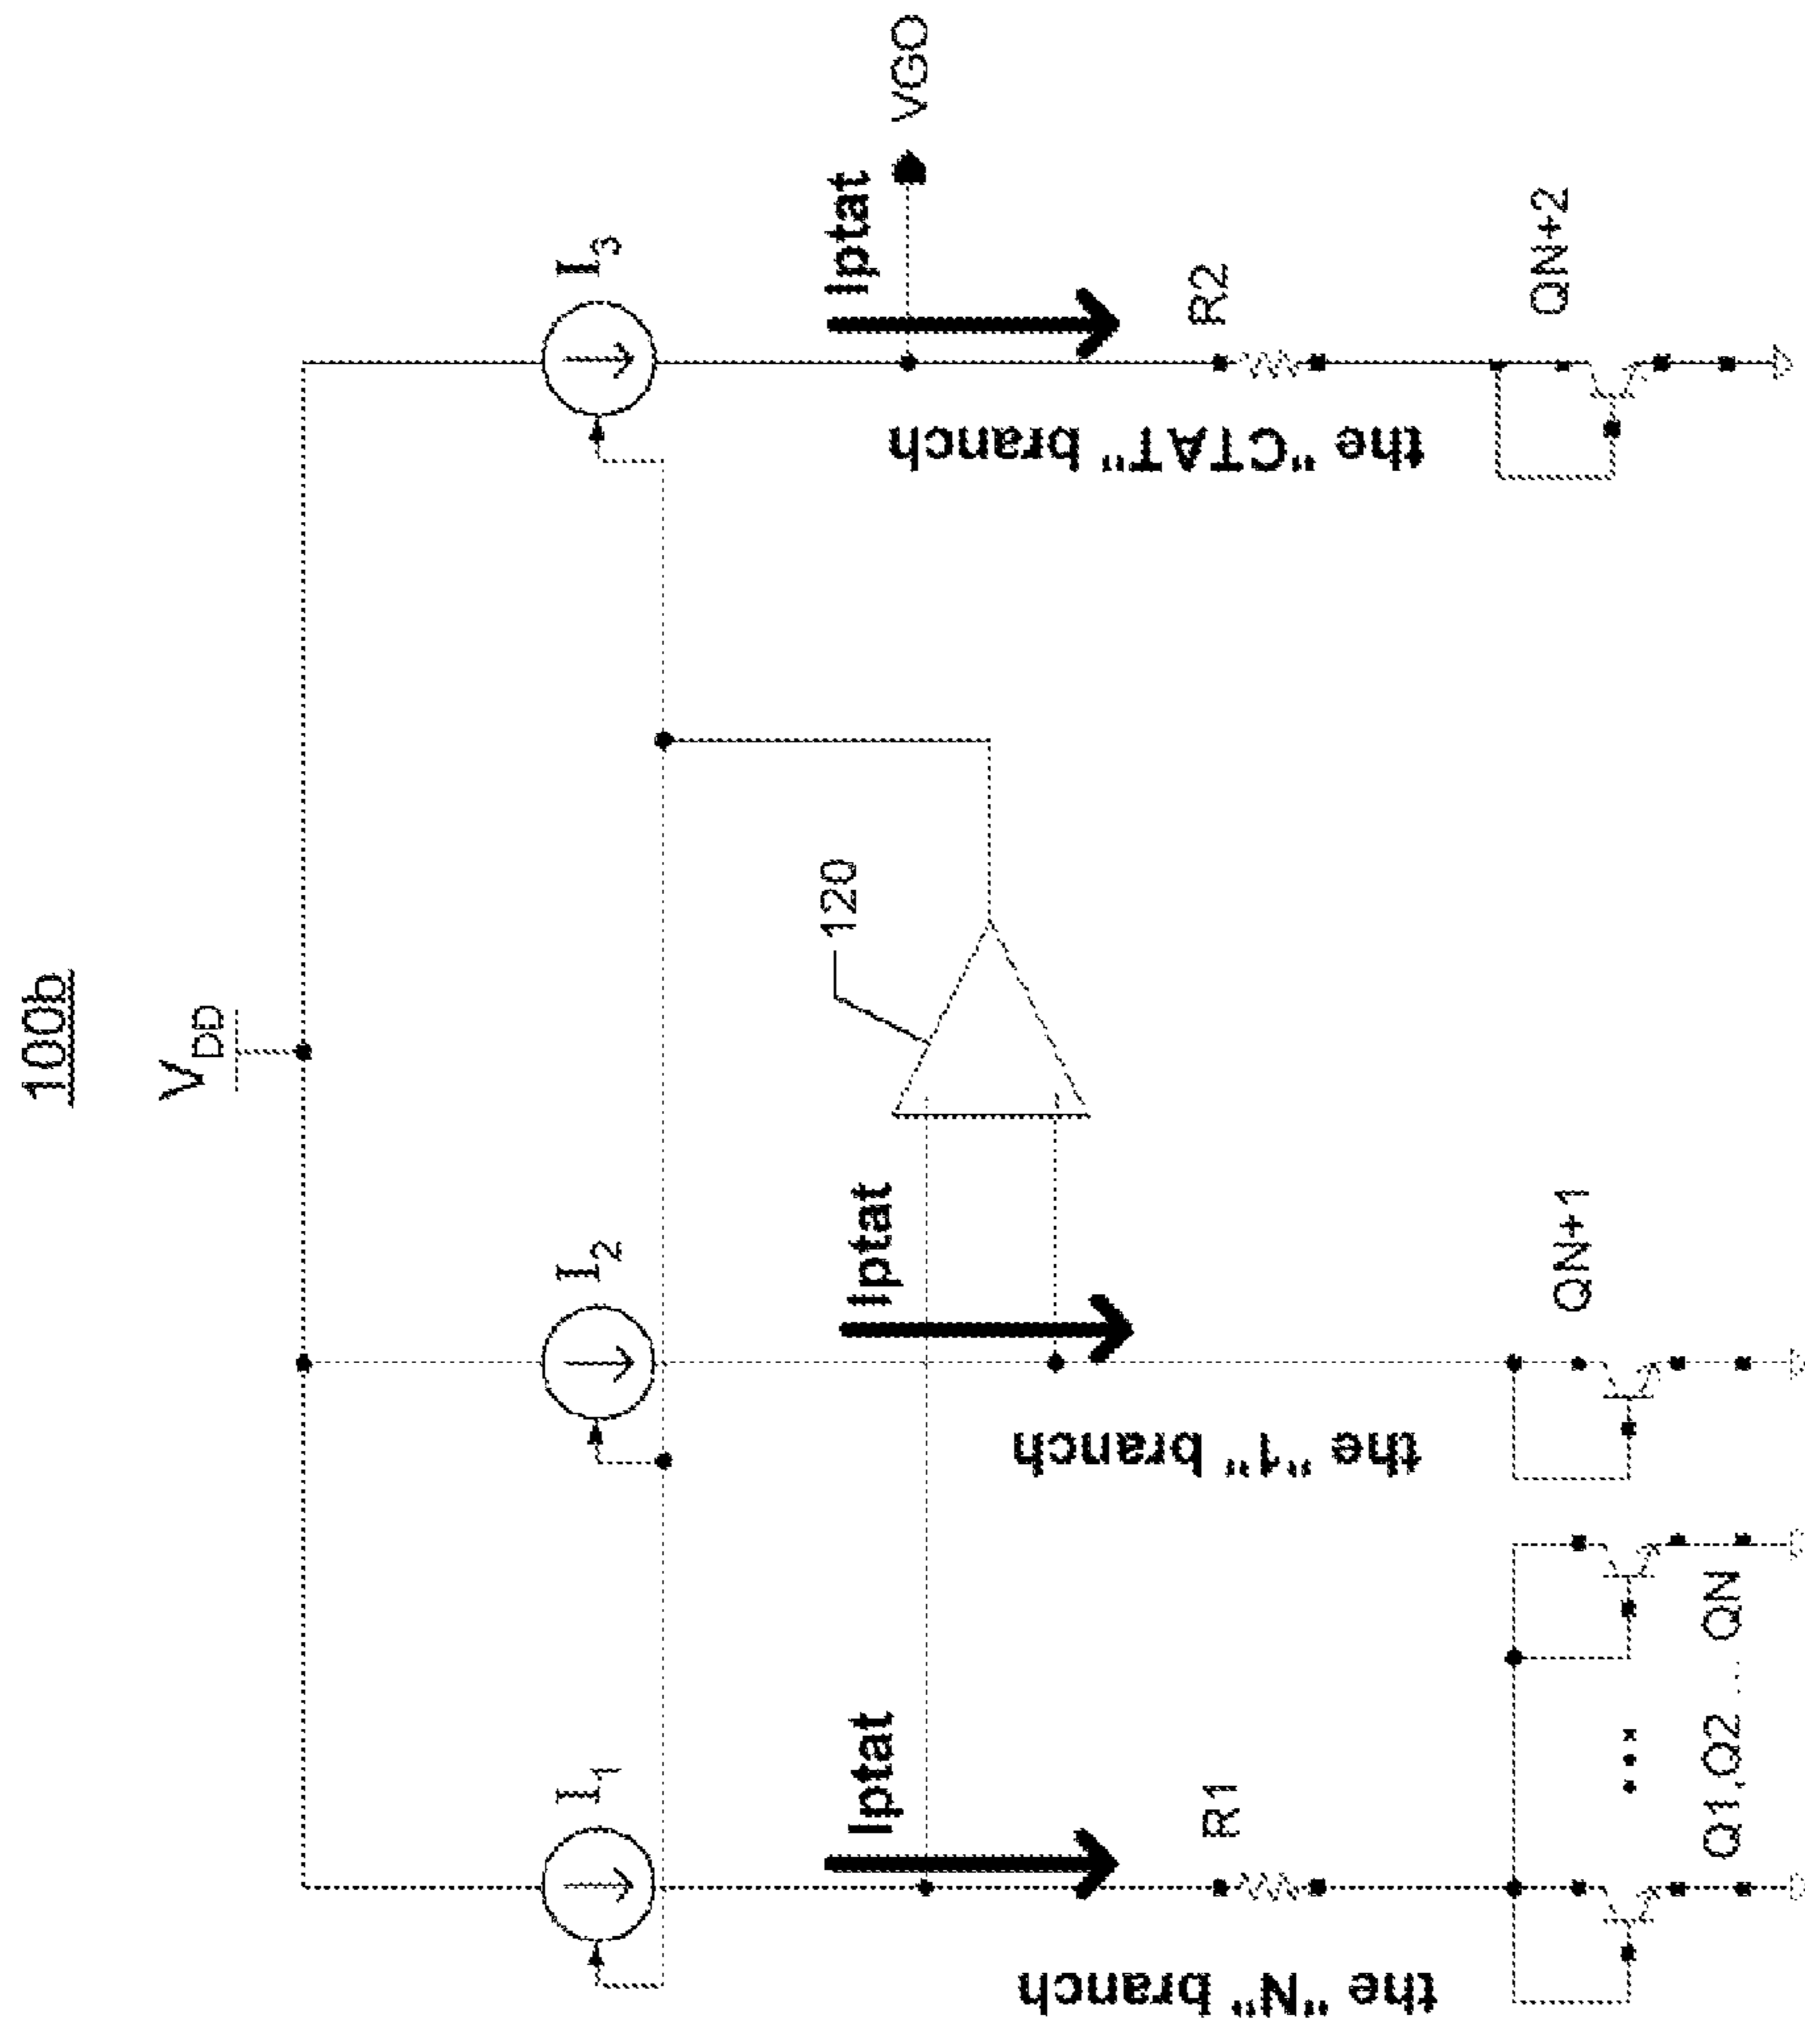 100b
V_DD
I₁
I₂
I₃
Iptat
Iptat
Iptat
VGO
120
R1
R2
the "N" branch
the "1" branch
the "CTAT" branch
Q1,Q2 ... QN
QN+1
QN+2